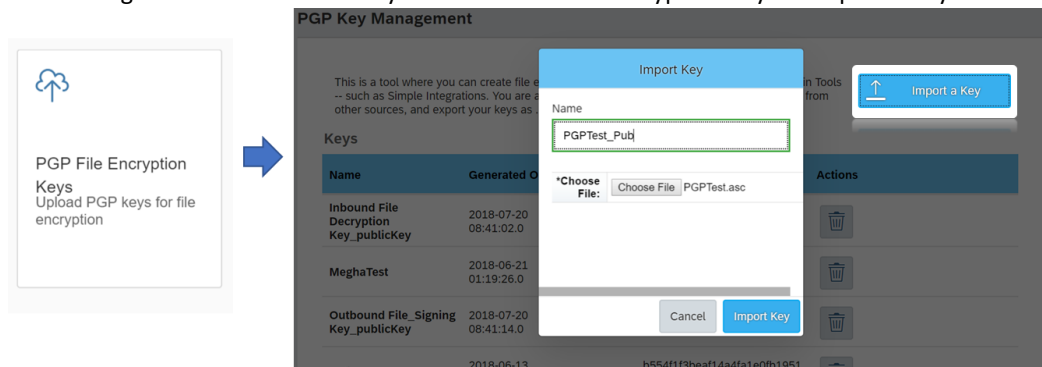 PGP Key Management
PGP File Encryption
Keys
Upload PGP keys for file
encryption
This is a tool where you can create file e
in Tools
-- such as Simple Integrations. You are a
from
other sources, and export your keys as .
Import a Key
Keys
Name
Generated O
Actions
Inbound File
Decryption
Key_publicKey
2018-07-20
08:41:02.0
MeghaTest
2018-06-21
01:19:26.0
Outbound File_Signing
Key_publicKey
2018-07-20
08:41:14.0
2018-06-13
Import Key
Name
PGPTest_Pub
*Choose
File:
Choose File PGPTest.asc
Cancel
Import Key